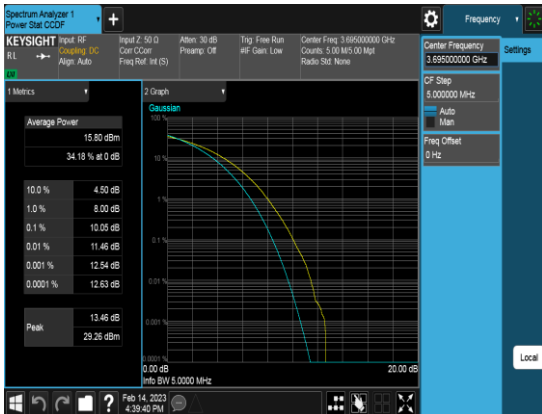 Spectrum Analyzer 1
Power Stat CCDF
Frequency
KEYSIGHT
RL
Input: RF
Coupling: DC
Align: Auto
Input Z: 50 Ω
Corr CCorr
Freq Ref: Int (S)
Atten: 30 dB
Preamp: Off
Trig: Free Run
#IF Gain: Low
Center Freq: 3.695000000 GHz
Counts: 5.00 M/5.00 Mpt
Radio Std: None
Center Frequency
3.695000000 GHz
Settings
CF Step
5.000000 MHz
Auto
Man
Freq Offset
0 Hz
Local
1 Metrics
Average Power
15.80 dBm
34.18 % at 0 dB
10.0 % 4.50 dB
1.0 % 8.00 dB
0.1 % 10.05 dB
0.01 % 11.46 dB
0.001 % 12.54 dB
0.0001 % 12.63 dB
Peak
13.46 dB
29.26 dBm
2 Graph
Gaussian
100 %
10 %
1 %
0.1 %
0.01 %
0.001 %
0.0001 %
0.00 dB
20.00 dB
Info BW 5.0000 MHz
?
Feb 14, 2023
4:39:40 PM